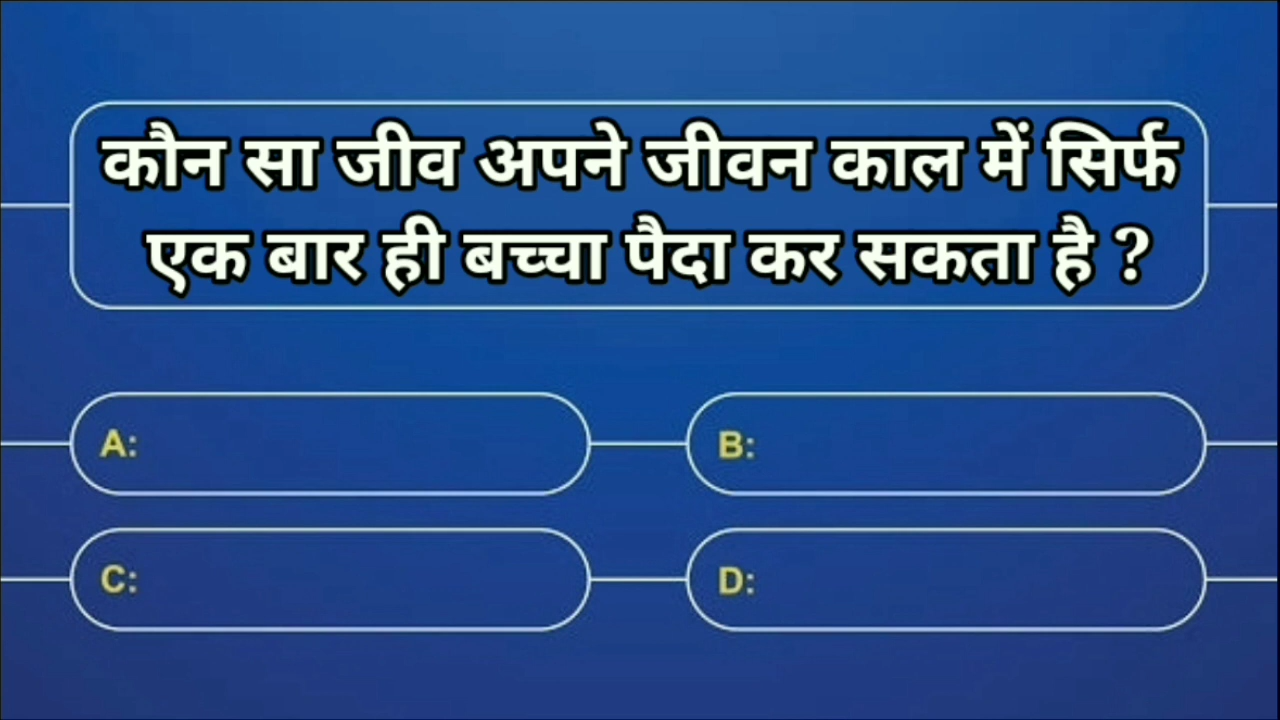 कौन सा जीव अपने जीवन काल में सिर्फ
एक बार ही बच्चा पैदा कर सकता है ?
A:
B:
C:
D: